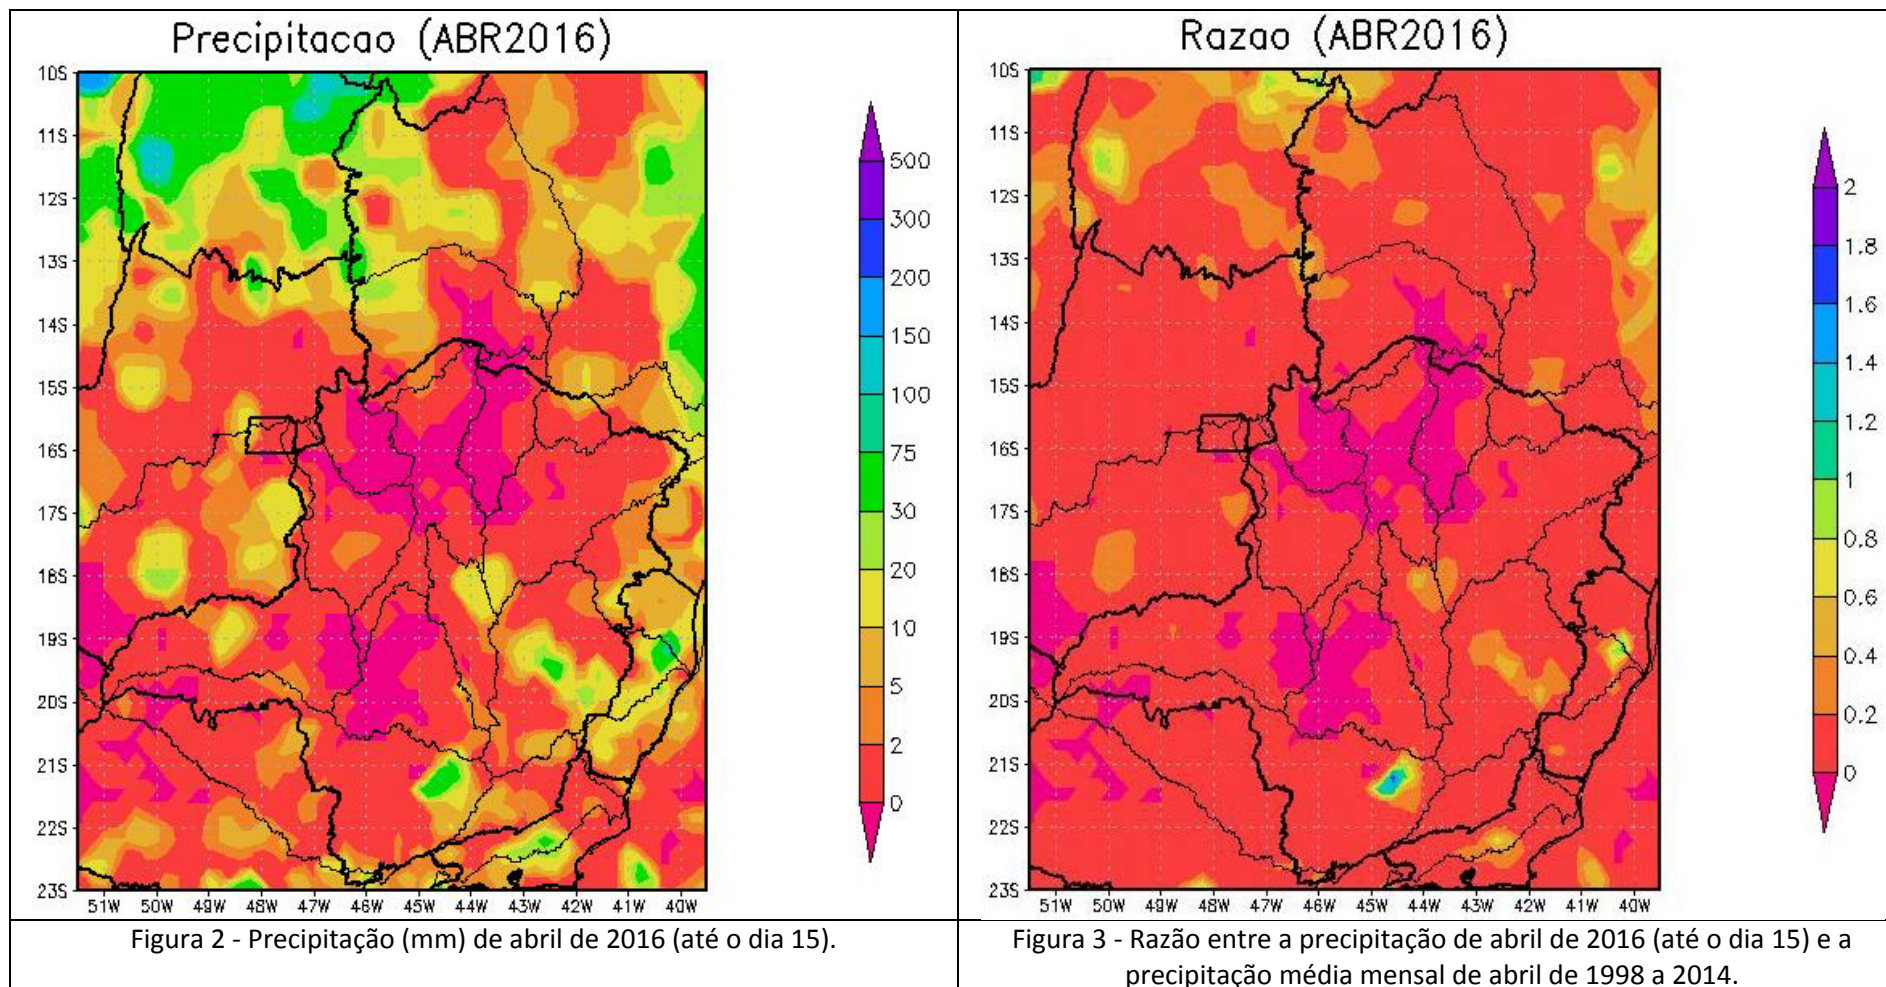 Precipitacao (ABR2016)
10S
11S
12S
13S
14S
15S
16S
17S
18S
19S
20S
21S
22S
23S
51W 50W 49W 48W 47W 46W 45W 44W 43W 42W 41W 40W
500
300
200
150
100
75
30
20
10
5
2
0
Razao (ABR2016)
10S
11S
12S
13S
14S
15S
16S
17S
18S
19S
20S
21S
22S
23S
51W 50W 49W 48W 47W 46W 45W 44W 43W 42W 41W 40W
2
1.8
1.6
1.4
1.2
1
0.8
0.6
0.4
0.2
0
Figura 2 - Precipitação (mm) de abril de 2016 (até o dia 15).
Figura 3 - Razão entre a precipitação de abril de 2016 (até o dia 15) e a
precipitação média mensal de abril de 1998 a 2014.